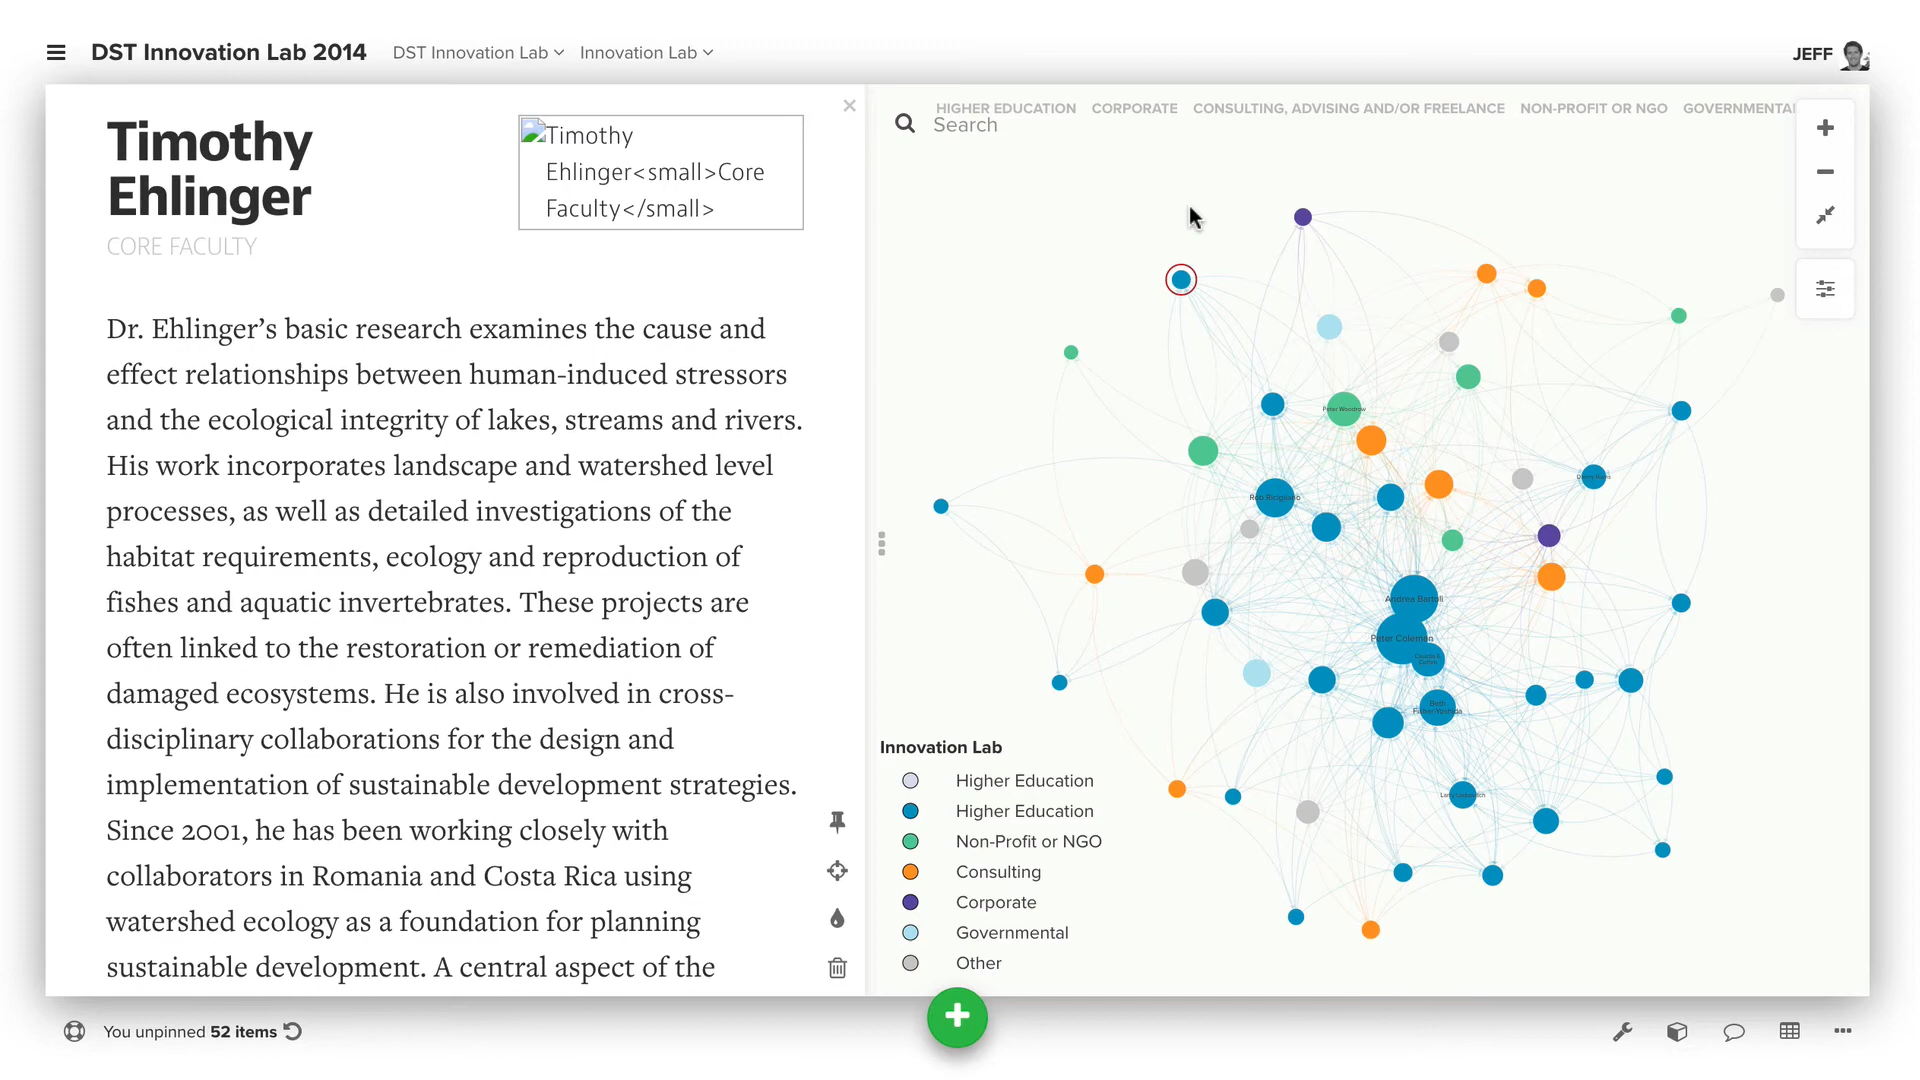 DST Innovation Lab 2014
DST Innovation Lab
Innovation Lab
JEFF
Timothy
Ehlinger
CORE FACULTY
Timothy
Ehlinger<small>Core
Faculty</small>
Dr. Ehlinger’s basic research examines the cause and
effect relationships between human-induced stressors
and the ecological integrity of lakes, streams and rivers.
His work incorporates landscape and watershed level
processes, as well as detailed investigations of the
habitat requirements, ecology and reproduction of
fishes and aquatic invertebrates. These projects are
often linked to the restoration or remediation of
damaged ecosystems. He is also involved in cross-
disciplinary collaborations for the design and
implementation of sustainable development strategies.
Since 2001, he has been working closely with
collaborators in Romania and Costa Rica using
watershed ecology as a foundation for planning
sustainable development. A central aspect of the
HIGHER EDUCATION CORPORATE CONSULTING, ADVISING AND/OR FREELANCE NON-PROFIT OR NGO GOVERNMENTAL
Search
Peter Woodrow
Rob Ricigliano
Andrea Bartoli
Peter Coleman
Beth
Fisher-Yoshida
Innovation Lab
Higher Education
Higher Education
Non-Profit or NGO
Consulting
Corporate
Governmental
Other
You unpinned 52 items